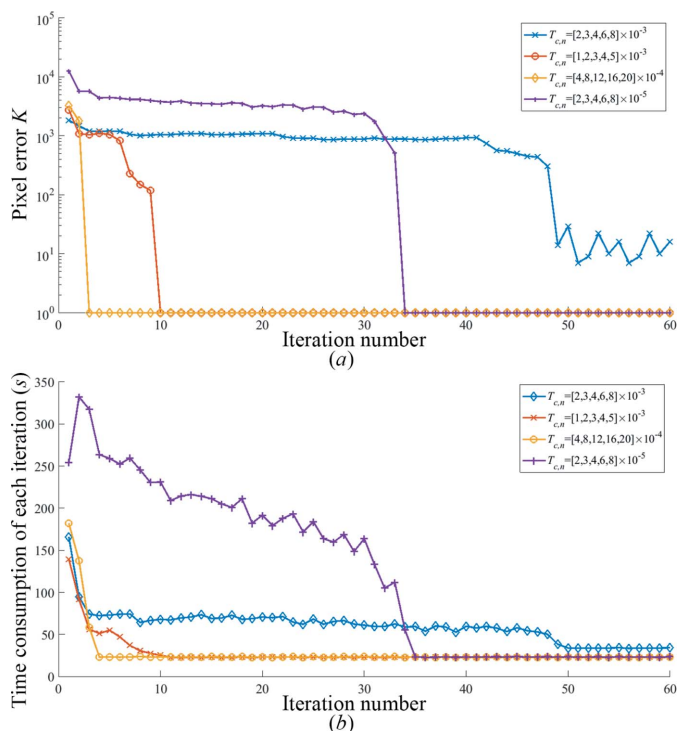 10^5
10^4
10^3
10^2
10^1
10^0
Pixel error K
T_{c,n}=[2,3,4,6,8]×10^-3
T_{c,n}=[1,2,3,4,5]×10^-3
T_{c,n}=[4,8,12,16,20]×10^-4
T_{c,n}=[2,3,4,6,8]×10^-5
0 10 20 30 40 50 60
Iteration number
(a)
350
300
250
200
150
100
50
0
Time consumption of each iteration (s)
T_{c,n}=[2,3,4,6,8]×10^-3
T_{c,n}=[1,2,3,4,5]×10^-3
T_{c,n}=[4,8,12,16,20]×10^-4
T_{c,n}=[2,3,4,6,8]×10^-5
0 10 20 30 40 50 60
Iteration number
(b)